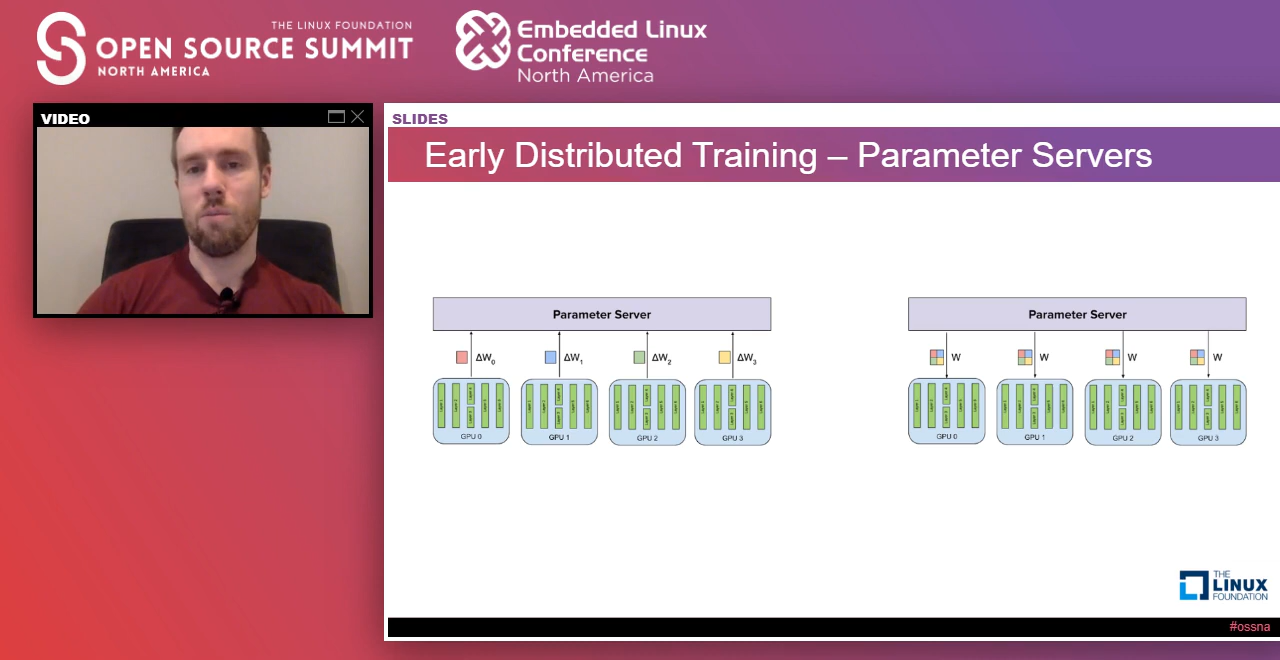 THE LINUX FOUNDATION
OPEN SOURCE SUMMIT
NORTH AMERICA
Embedded Linux
Conference
North America
VIDEO
SLIDES
Early Distributed Training – Parameter Servers
Parameter Server
Parameter Server
ΔW0
ΔW1
ΔW2
ΔW3
W
W
W
W
GPU 0
GPU 1
GPU 2
GPU 3
GPU 0
GPU 1
GPU 2
GPU 3
THE
LINUX
FOUNDATION
#ossna